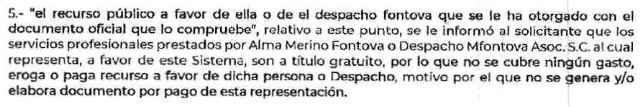 5.- "el recurso público a favor de ella o de el despacho fontova que se le ha otorgado con el
documento oficial que lo compruebe", relativo a este punto, se le informó al solicitante que los
servicios profesionales prestados por Alma Merino Fontova o Despacho Mfontova Asoc. S.C. al cual
representa, a favor de este Sistema, son a título gratuito, por lo que no se cubre ningún gasto,
eroga o paga recurso a favor de dicha persona o Despacho, motivo por el que no se genera y/o
elabora documento por pago de esta representación.